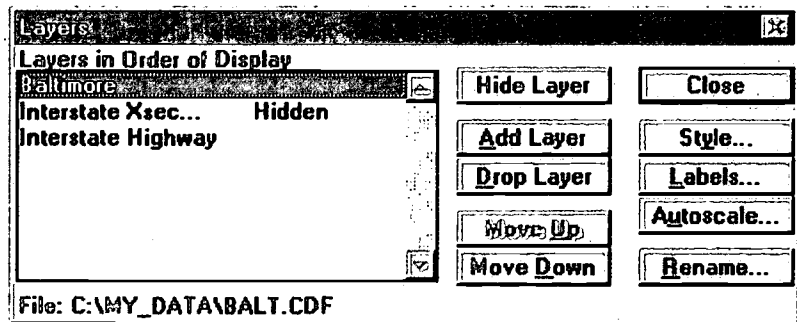 Layers
Layers in Order of Display
Baltimore
Interstate Xsec... Hidden
Interstate Highway
Hide Layer
Close
Add Layer
Style...
Drop Layer
Labels...
Move Up
Autoscale...
Move Down
Rename...
File: C:\MY_DATA\BALT.CDF